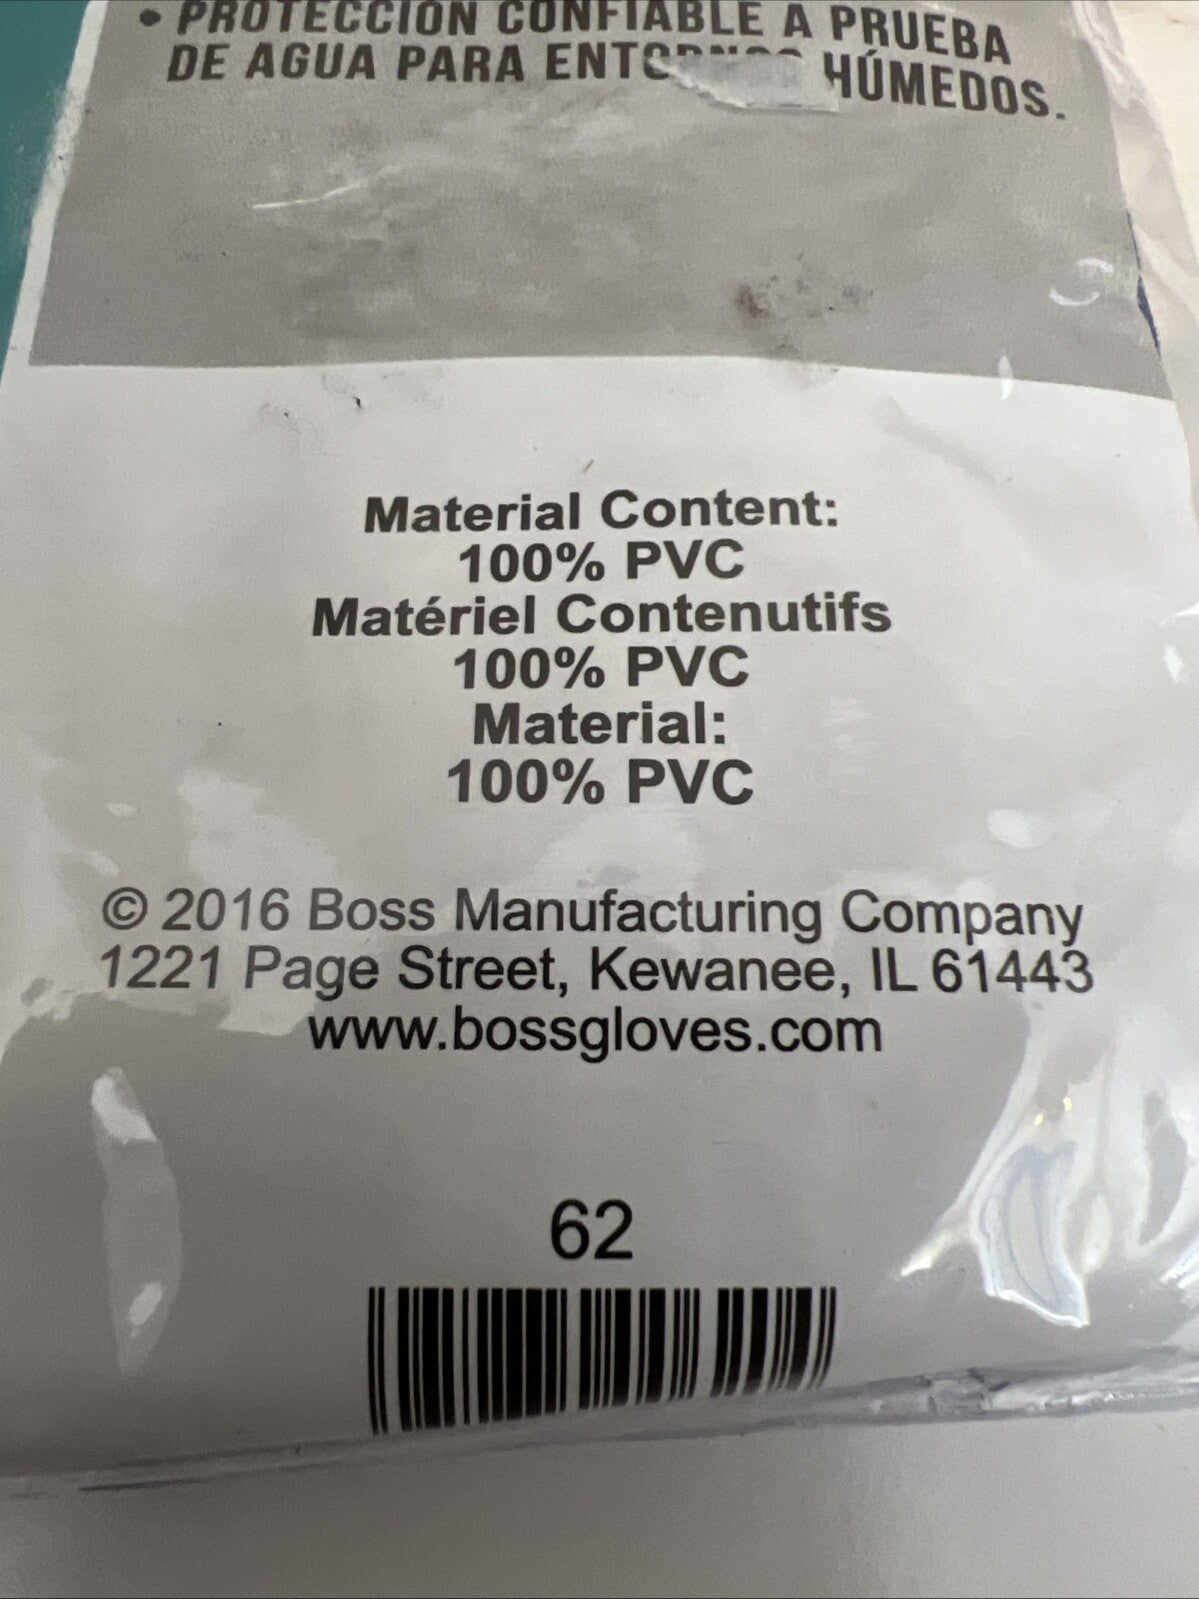 • PROTECCIÓN CONFIABLE A PRUEBA
DE AGUA PARA HÚMEDOS.
Material Content:
100% PVC
Matériel Contenutifs
100% PVC
Material:
100% PVC
© 2016 Boss Manufacturing Company
1221 Page Street, Kewanee, IL 61443
www.bossgloves.com
62